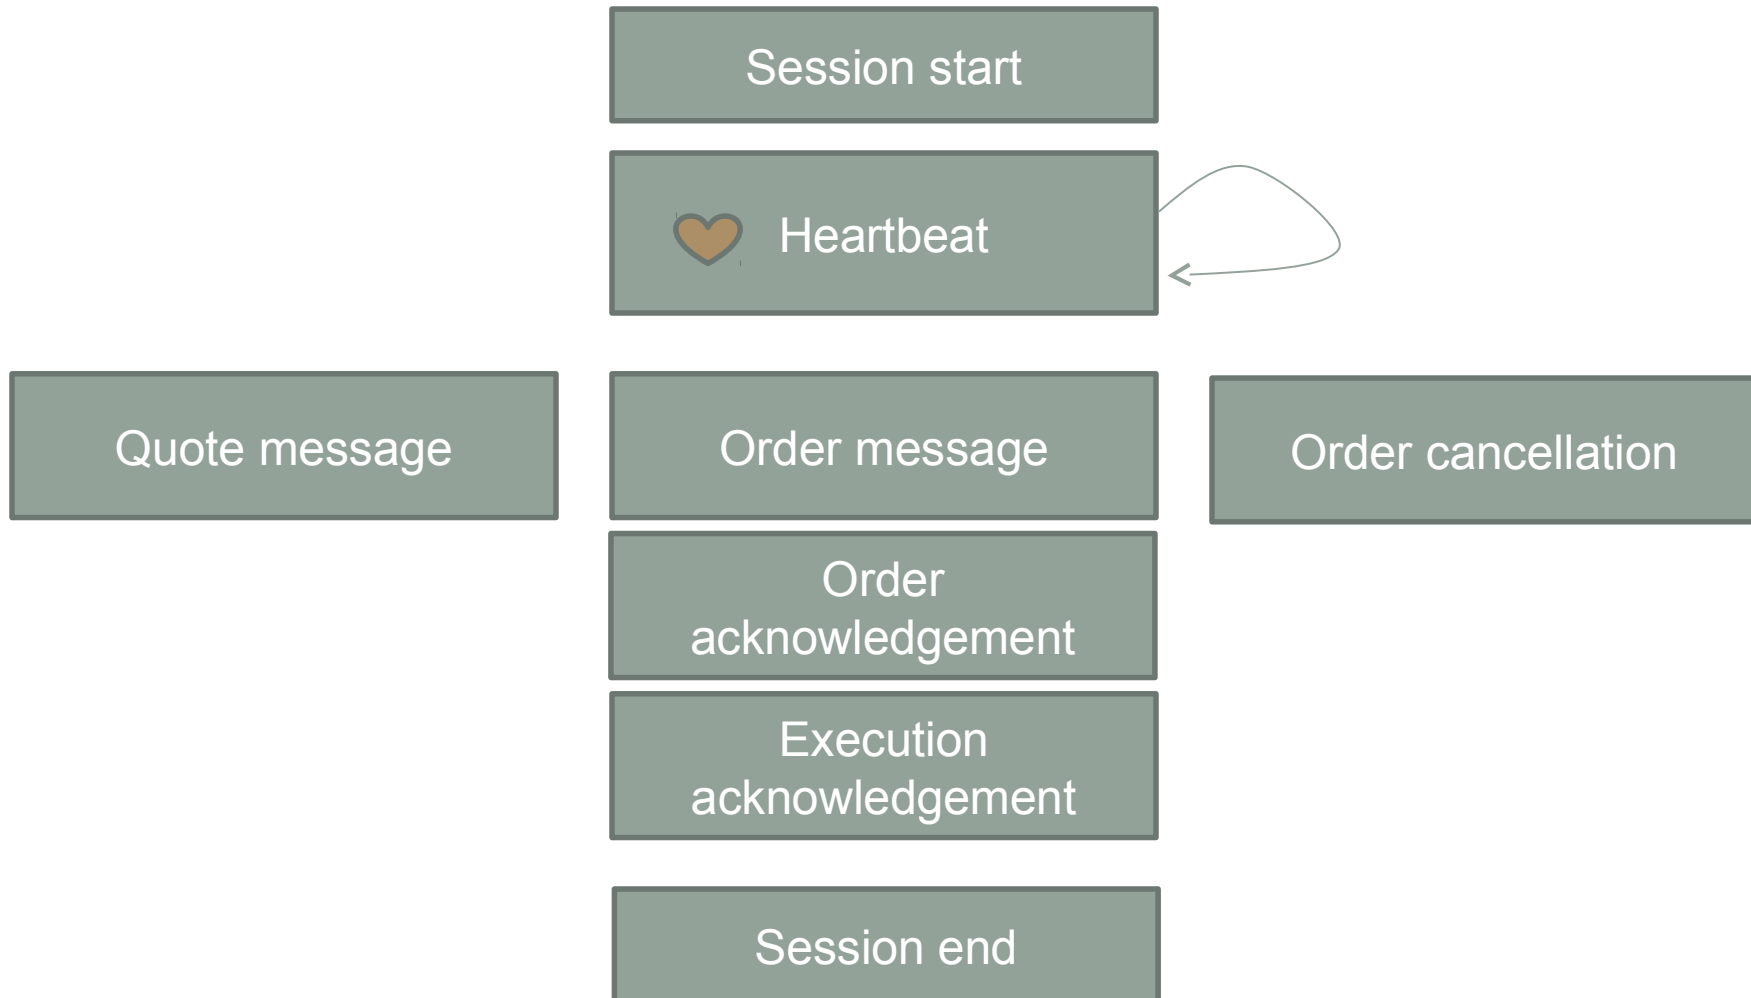 Session start
Heartbeat
Quote message
Order message
Order cancellation
Order
acknowledgement
Execution
acknowledgement
Session end